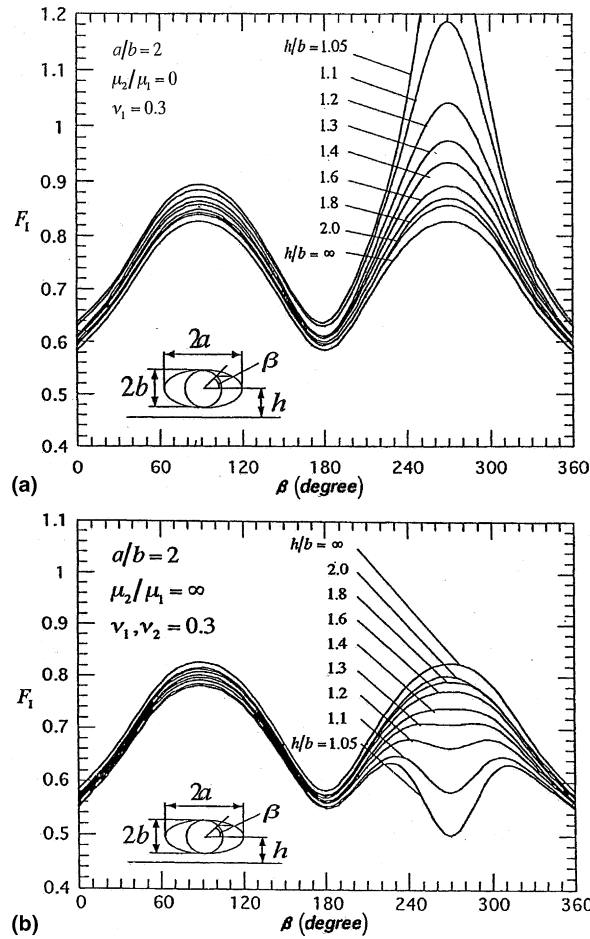 1.2
1.1
1
0.9
F_I
0.8
0.7
0.6
0.5
0.4
a/b = 2
μ₂/μ₁ = 0
ν₁ = 0.3
h/b = 1.05
1.1
1.2
1.3
1.4
1.6
1.8
2.0
h/b = ∞
2a
β
2b
h
0 60 120 180 240 300 360
(a)
β (degree)
1.1
1
0.9
0.8
F_I
0.7
0.6
0.5
0.4
a/b = 2
μ₂/μ₁ = ∞
ν₁, ν₂ = 0.3
h/b = ∞
2.0
1.8
1.6
1.4
1.3
1.2
1.1
h/b = 1.05
2a
β
2b
h
0 60 120 180 240 300 360
(b)
β (degree)